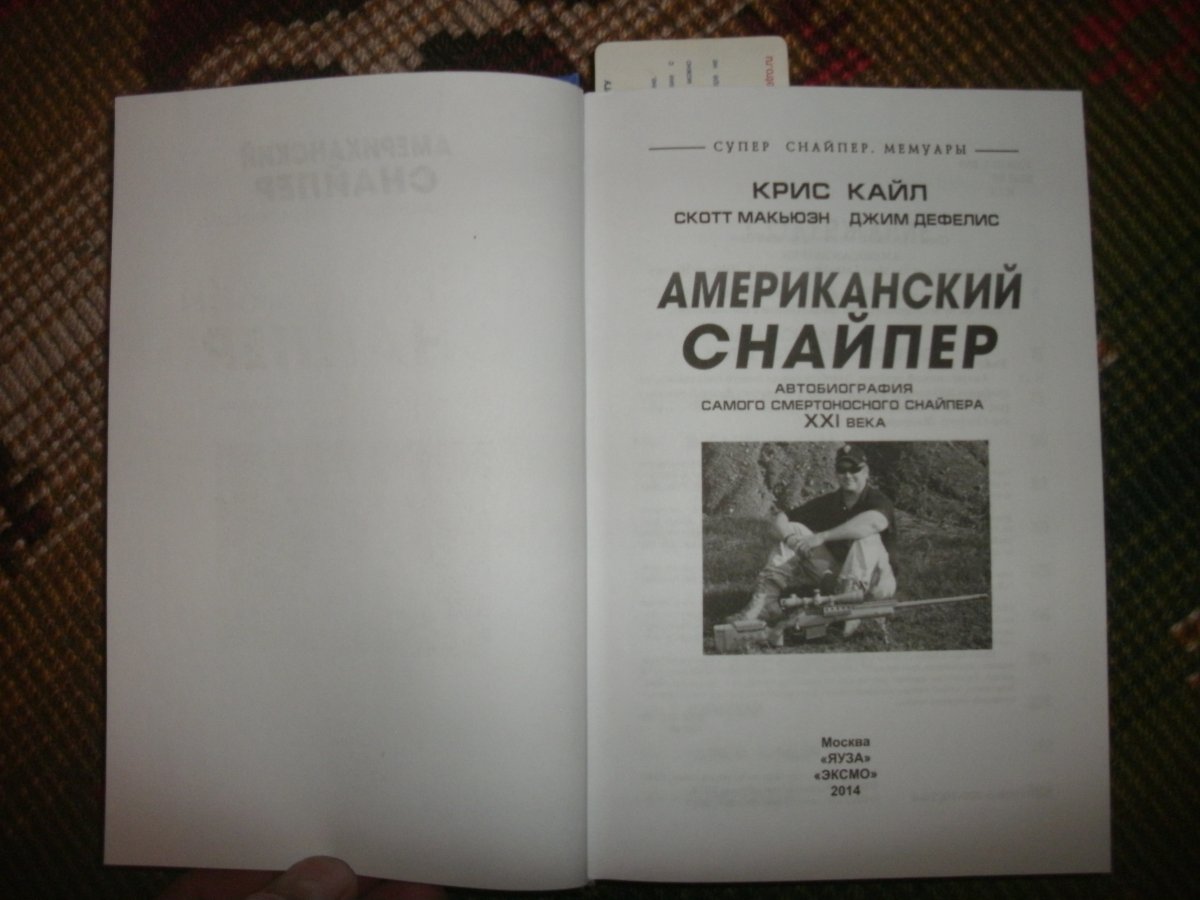 СУПЕР СНАЙПЕР. МЕМУАРЫ
КРИС КАЙЛ
СКОТТ МАКЬЮЭН ДЖИМ ДЕФЕЛИС
АМЕРИКАНСКИЙ
СНАЙПЕР
АВТОБИОГРАФИЯ
САМОГО СМЕРТОНОСНОГО СНАЙПЕРА
XXI ВЕКА
Москва
«ЯУЗА»
«ЭКСМО»
2014